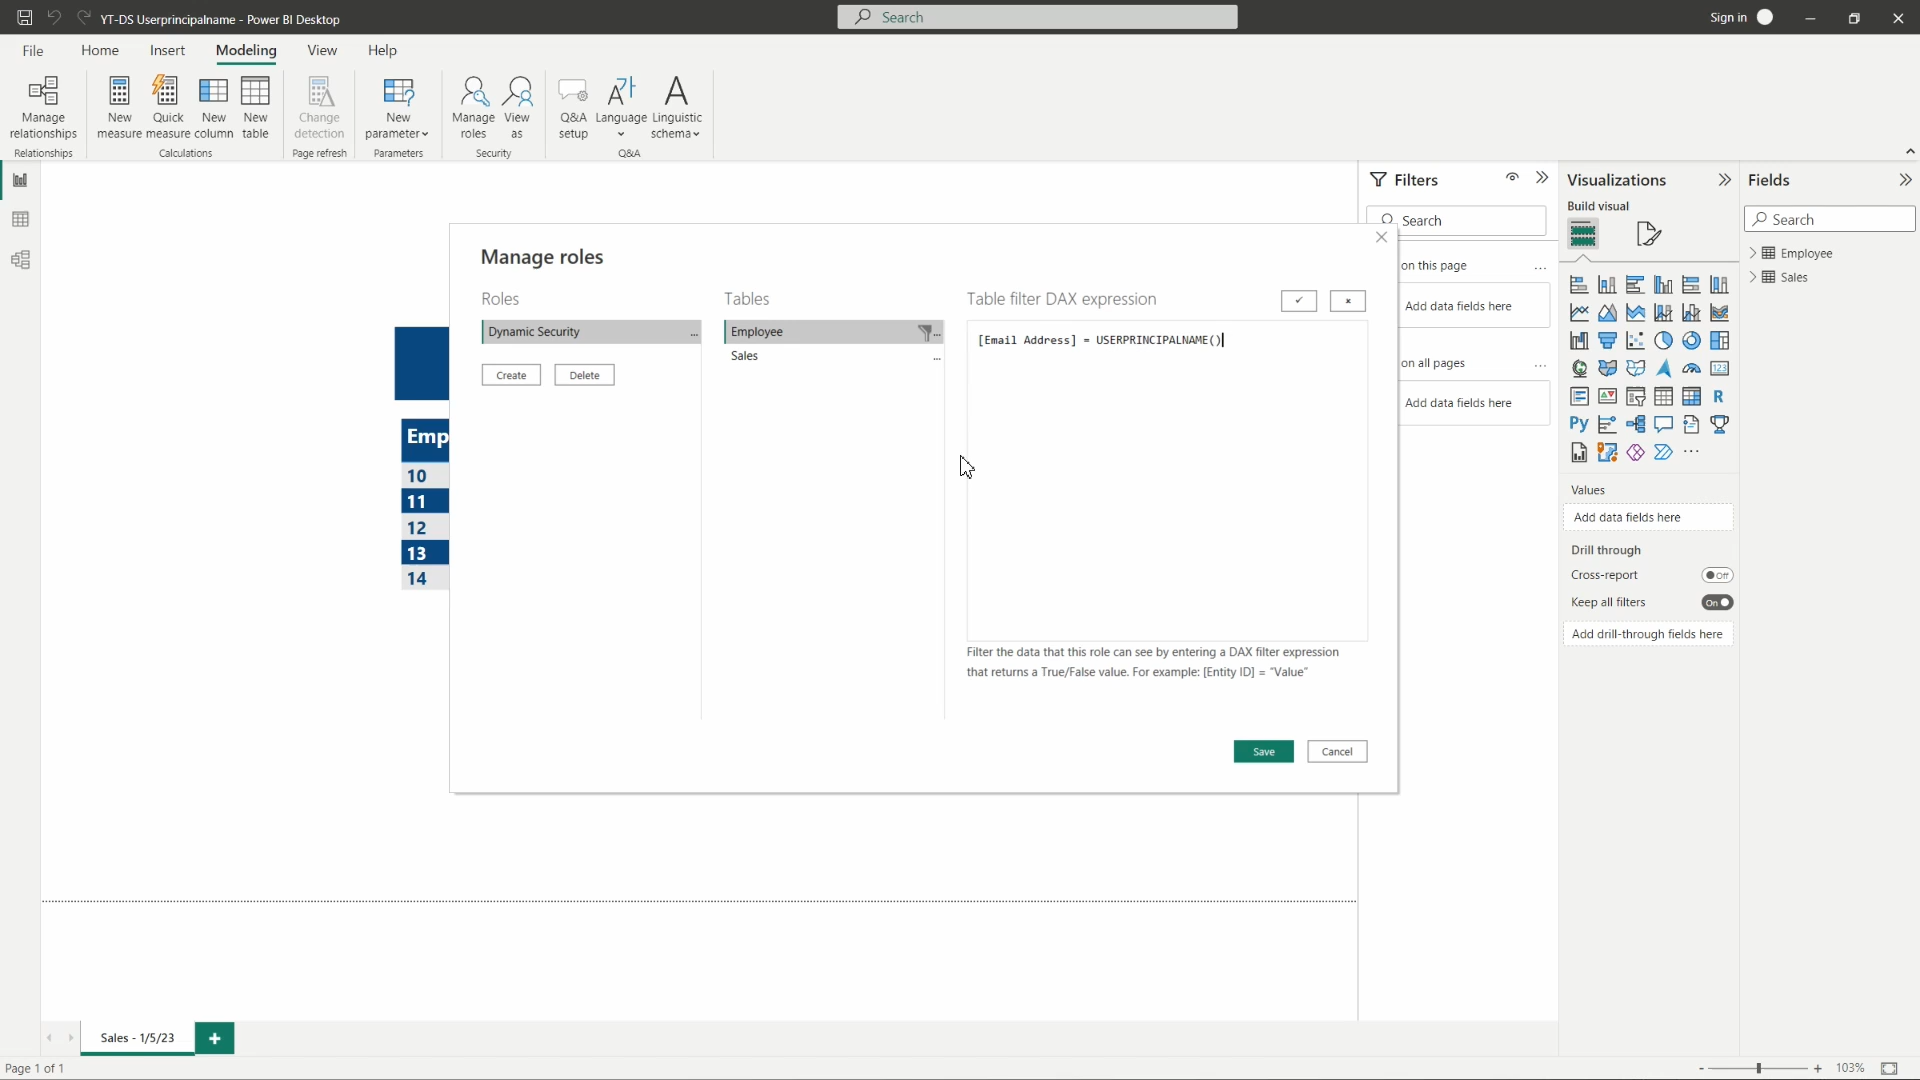 YT-DS Userprincipalname - Power BI Desktop
Search
Sign in
File
Home
Insert
Modeling
View
Help
Manage relationships
New measure
Quick measure
New column
New table
Change detection
New parameter
Manage roles
View as
Q&A setup
Language
Linguistic schema
Relationships
Calculations
Page refresh
Parameters
Security
Q&A
Filters
Search
on this page
...
Add data fields here
on all pages
...
Add data fields here
Visualizations
Build visual
123
R
Py
...
Values
Add data fields here
Drill through
Cross-report
Off
Keep all filters
On
Add drill-through fields here
Fields
Search
Employee
Sales
Emp
10
11
12
13
14
Manage roles
Roles
Dynamic Security
...
Create
Delete
Tables
Employee
...
Sales
...
Table filter DAX expression
[Email Address] = USERPRINCIPALNAME()
Filter the data that this role can see by entering a DAX filter expression
that returns a True/False value. For example: [Entity ID] = "Value"
Save
Cancel
Sales - 1/5/23
+
Page 1 of 1
- + 103%